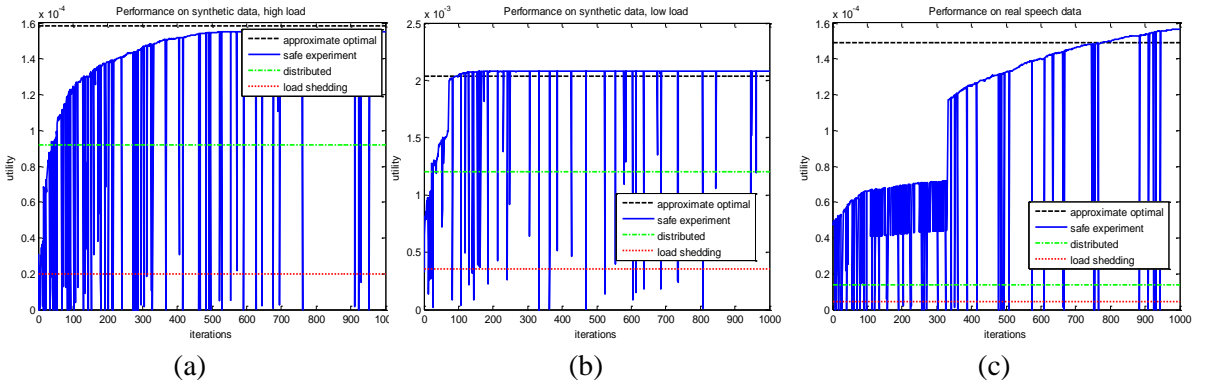 Performance on synthetic data, high load
x 10⁻⁴
1.6
1.4
1.2
1
0.8
0.6
0.4
0.2
0
utility
0 100 200 300 400 500 600 700 800 900 1000
iterations
approximate optimal
safe experiment
distributed
load shedding
(a)
Performance on synthetic data, low load
x 10⁻³
2.5
2
1.5
1
0.5
0
utility
0 100 200 300 400 500 600 700 800 900 1000
iterations
approximate optimal
safe experiment
distributed
load shedding
(b)
Performance on real speech data
x 10⁻⁴
1.6
1.4
1.2
1
0.8
0.6
0.4
0.2
0
utility
0 100 200 300 400 500 600 700 800 900 1000
iterations
approximate optimal
safe experiment
distributed
load shedding
(c)